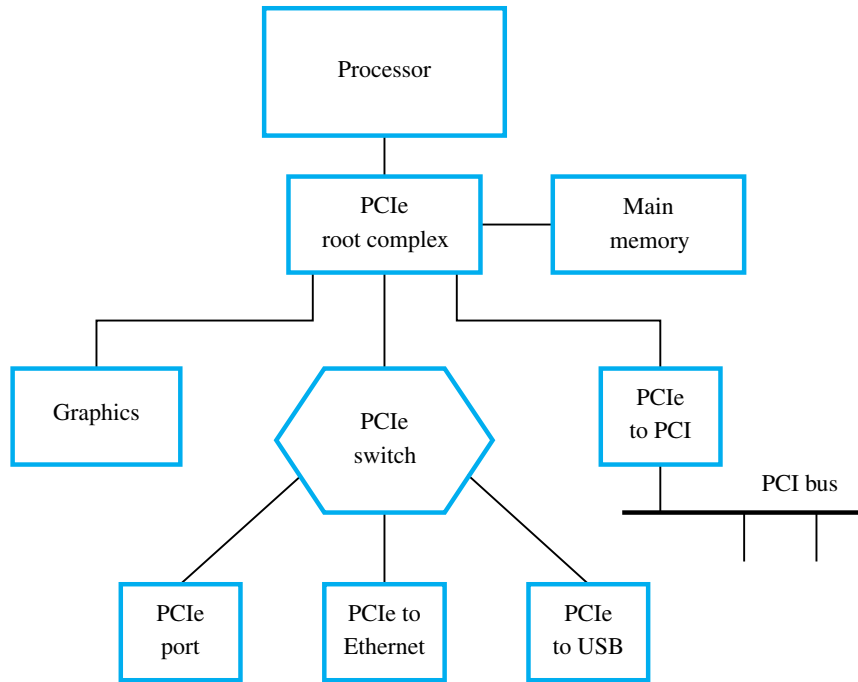 Processor
PCIe
root complex
Main
memory
Graphics
PCIe
switch
PCIe
to PCI
PCI bus
PCIe
port
PCIe to
Ethernet
PCIe
to USB